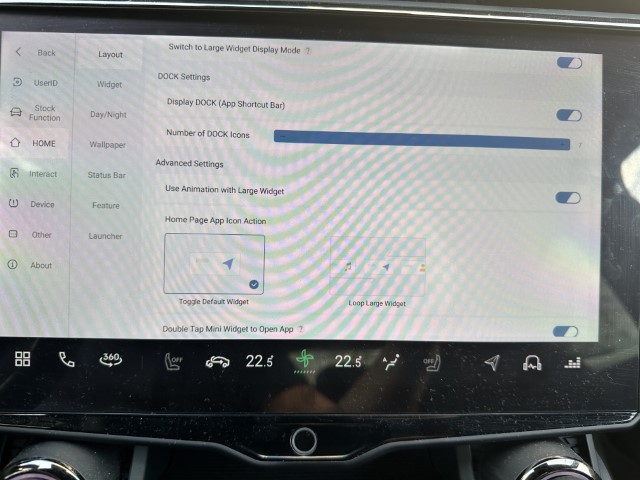 Back
UserID
Stock
Function
HOME
Interact
Device
Other
About
Layout
Widget
Day/Night
Wallpaper
Status Bar
Feature
Launcher
Switch to Large Widget Display Mode ?
DOCK Settings
Display DOCK (App Shortcut Bar)
Number of DOCK Icons
Advanced Settings
Use Animation with Large Widget
Home Page App Icon Action
Toggle Default Widget
Loop Large Widget
Double Tap Mini Widget to Open App ?
360°
OFF
22.5
22.5
OFF